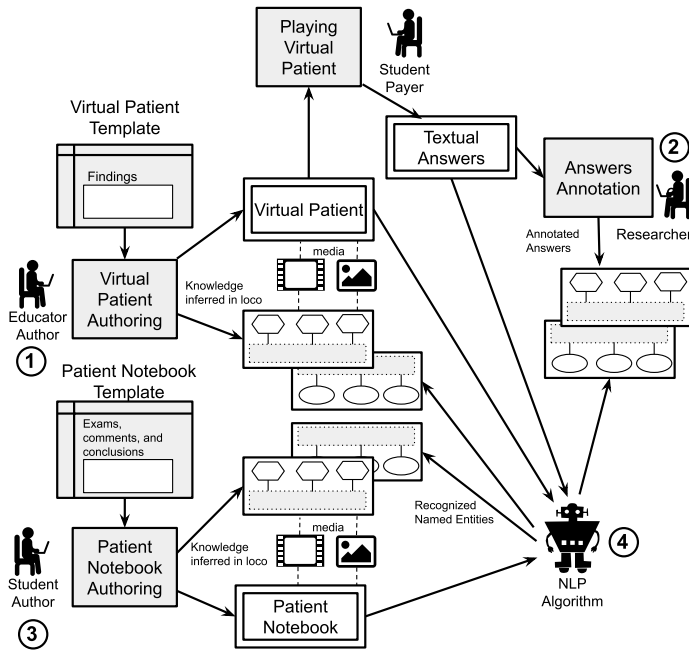 Playing
Virtual
Patient
Student
Payer
Virtual Patient
Template
Findings
Textual
Answers
2
Answers
Annotation
Virtual Patient
Annotated
Answers
Researcher
media
Virtual
Patient
Authoring
Knowledge
inferred in loco
Educator
Author
1
Patient Notebook
Template
Exams,
comments, and
conclusions
Recognized
Named Entities
media
Patient
Notebook
Authoring
Knowledge
inferred in loco
4
Student
Author
NLP
Algorithm
Patient
Notebook
3